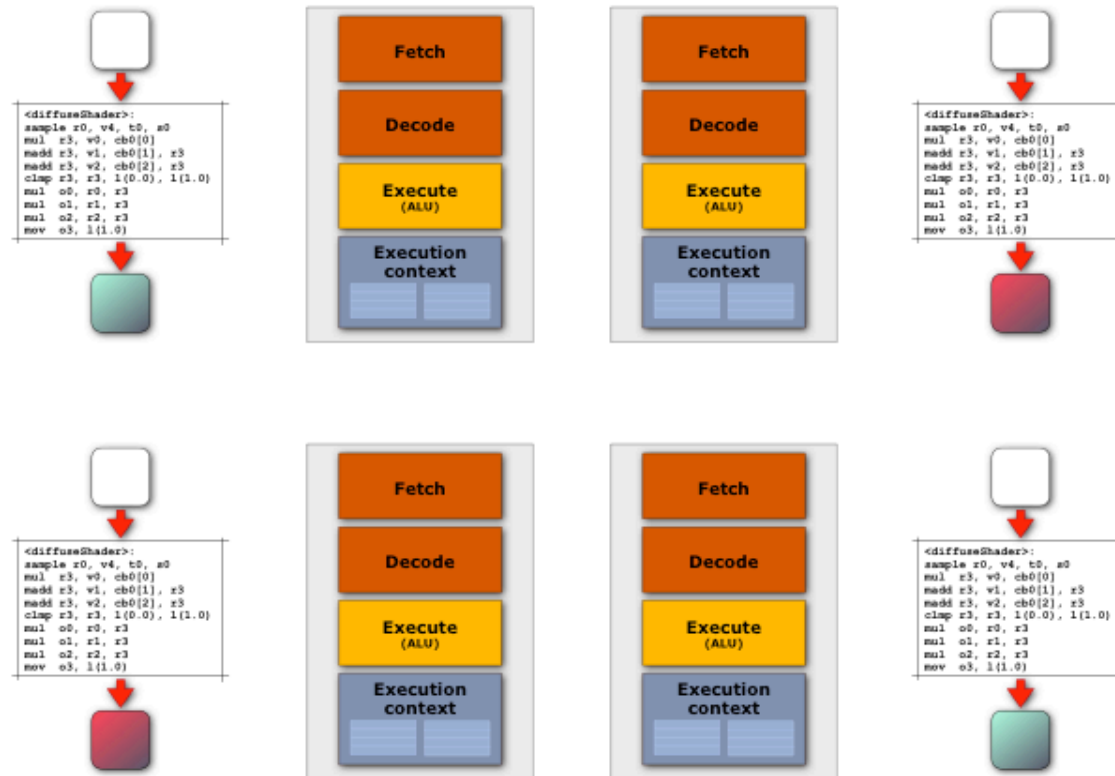 <diffuseShader>:
sample r0, v4, t0, s0
mul r3, v0, cb0[0]
madd r3, v1, cb0[1], r3
madd r3, v2, cb0[2], r3
clmp r3, r3, l(0.0), l(1.0)
mul o0, r0, r3
mul o1, r1, r3
mul o2, r2, r3
mov o3, l(1.0)
Fetch
Decode
Execute
(ALU)
Execution
context
Fetch
Decode
Execute
(ALU)
Execution
context
<diffuseShader>:
sample r0, v4, t0, s0
mul r3, v0, cb0[0]
madd r3, v1, cb0[1], r3
madd r3, v2, cb0[2], r3
clmp r3, r3, l(0.0), l(1.0)
mul o0, r0, r3
mul o1, r1, r3
mul o2, r2, r3
mov o3, l(1.0)
<diffuseShader>:
sample r0, v4, t0, s0
mul r3, v0, cb0[0]
madd r3, v1, cb0[1], r3
madd r3, v2, cb0[2], r3
clmp r3, r3, l(0.0), l(1.0)
mul o0, r0, r3
mul o1, r1, r3
mul o2, r2, r3
mov o3, l(1.0)
Fetch
Decode
Execute
(ALU)
Execution
context
Fetch
Decode
Execute
(ALU)
Execution
context
<diffuseShader>:
sample r0, v4, t0, s0
mul r3, v0, cb0[0]
madd r3, v1, cb0[1], r3
madd r3, v2, cb0[2], r3
clmp r3, r3, l(0.0), l(1.0)
mul o0, r0, r3
mul o1, r1, r3
mul o2, r2, r3
mov o3, l(1.0)